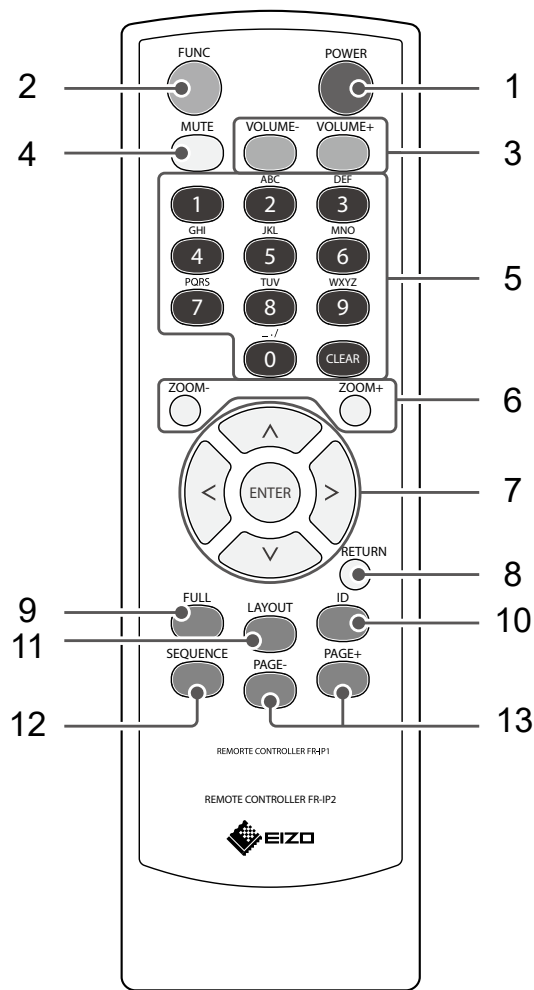 FUNC POWER
2 1
MUTE VOLUME- VOLUME+
4 3
ABC DEF
1 2 3
GHI JKL MNO
4 5 6
5
PQRS TUV WXYZ
7 8 9
_ . /
0 CLEAR
ZOOM- ZOOM+
6
<
ENTER
>
7
RETURN
8
FULL LAYOUT ID
9 10
11
SEQUENCE PAGE- PAGE+
12 13
REMORTE CONTROLLER FR-IP1
REMOTE CONTROLLER FR-IP2
EIZO